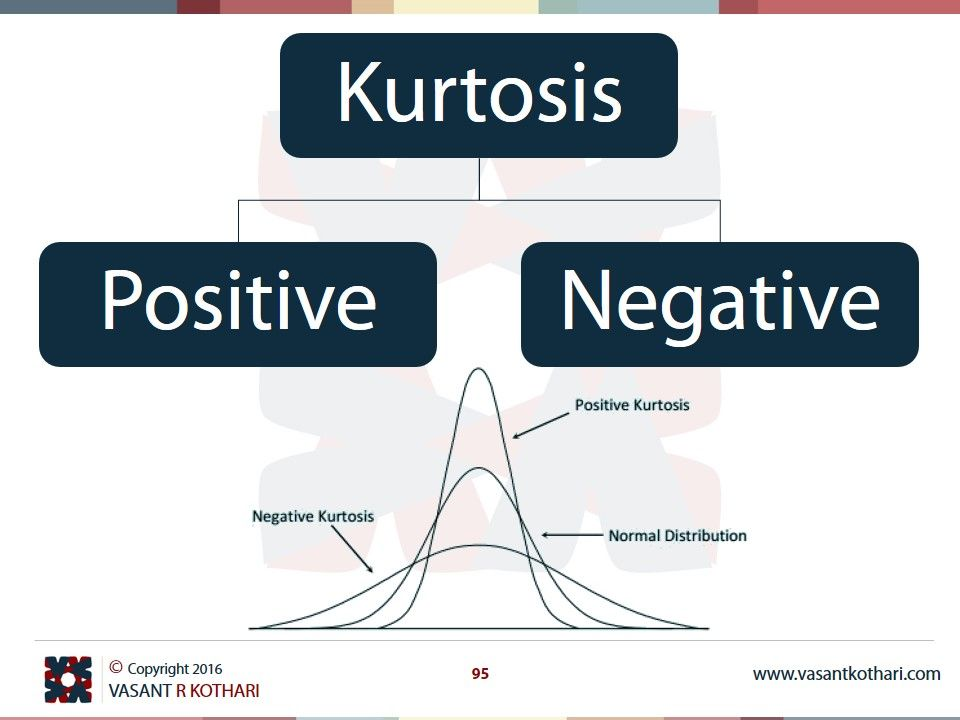 Kurtosis
Positive
Negative
Positive Kurtosis
Negative Kurtosis
Normal Distribution
© Copyright 2016
VASANT R KOTHARI
95
www.vasantkothari.com